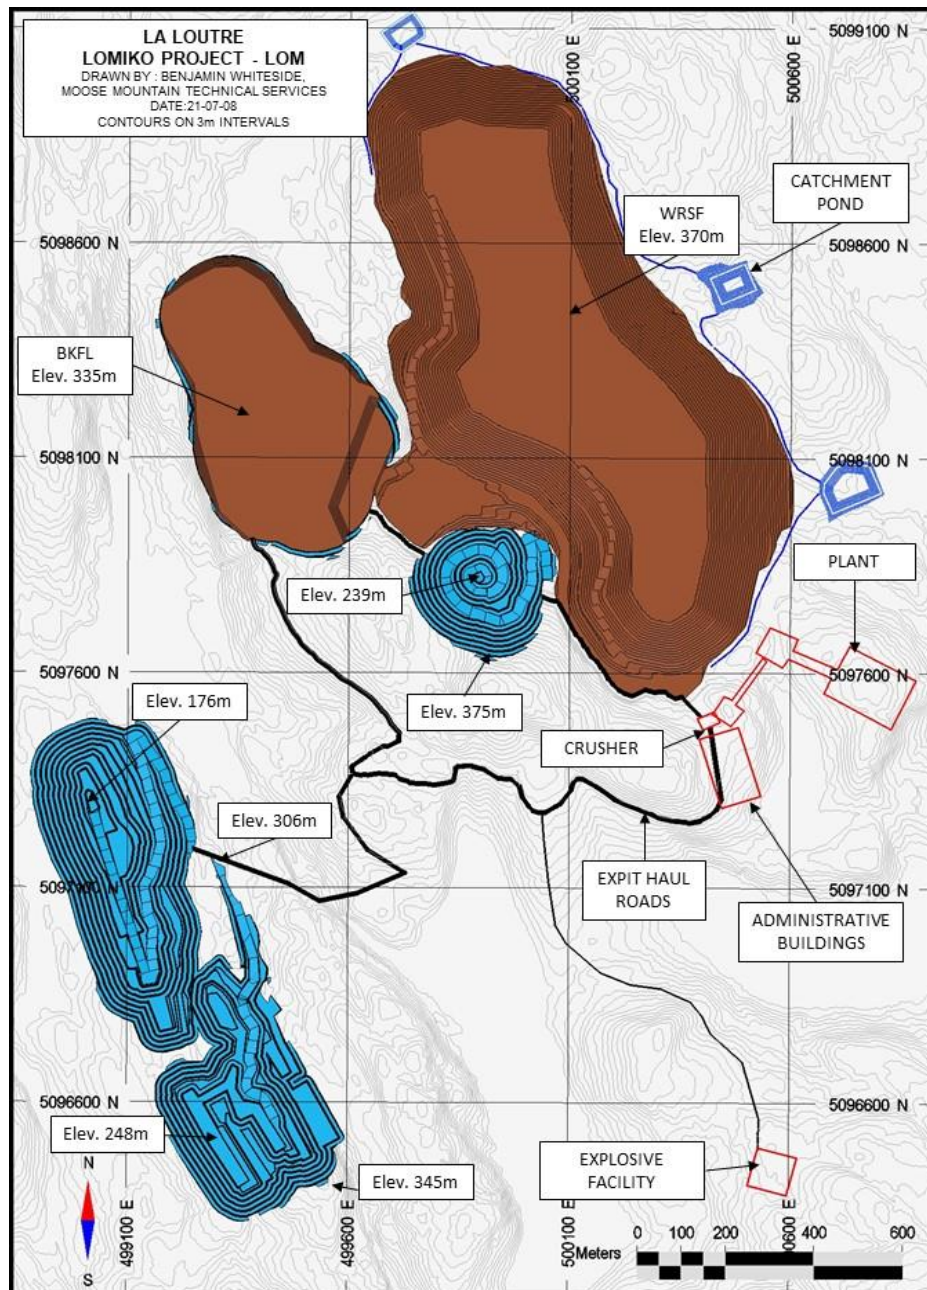 LA LOUTRE
LOMIKO PROJECT - LOM
DRAWN BY : BENJAMIN WHITESIDE,
MOOSE MOUNTAIN TECHNICAL SERVICES
DATE:21-07-08
CONTOURS ON 3m INTERVALS
500100 E
500600 E
5099100 N
CATCHMENT
POND
WRSF
Elev. 370m
5098600 N
5098600 N
BKFL
Elev. 335m
5098100 N
5098100 N
PLANT
Elev. 239m
5097600 N
5097600 N
Elev. 176m
Elev. 375m
CRUSHER
Elev. 306m
5097100 N
5097100 N
EXPIT HAUL
ROADS
ADMINISTRATIVE
BUILDINGS
5096600 N
5096600 N
Elev. 248m
EXPLOSIVE
FACILITY
Elev. 345m
N
S
499100 E
499600 E
500100 E
500600 E
Meters
0 100 200 400 600